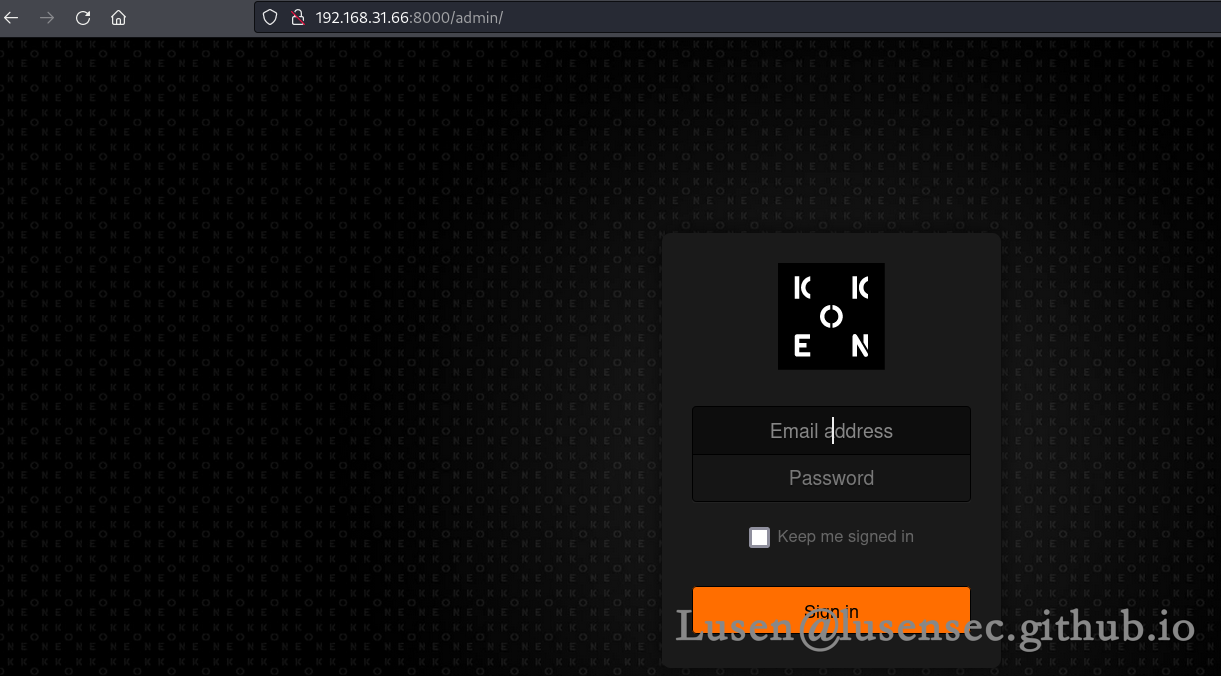 192.168.31.66:8000/admin/
K K
O
E N
Email address
Password
Keep me signed in
Sign in
Lusen@lusensec.github.io